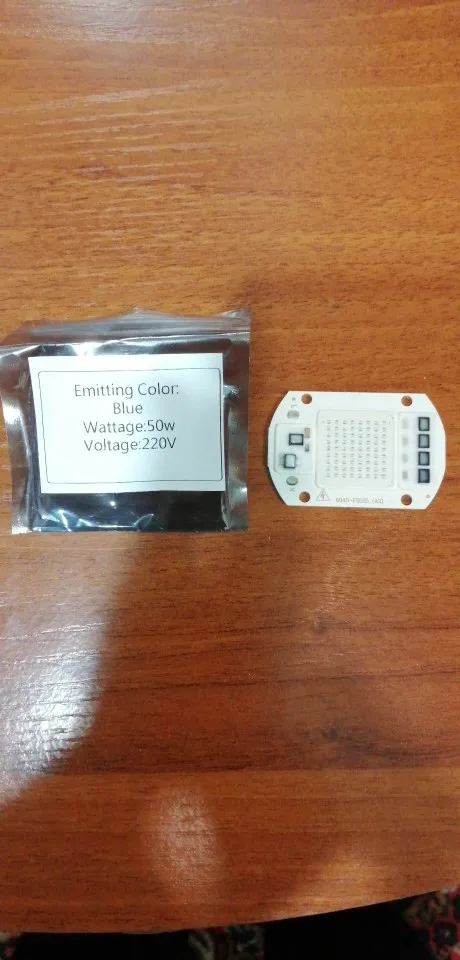 Emitting Color:
Blue
Wattage:50w
Voltage:220V